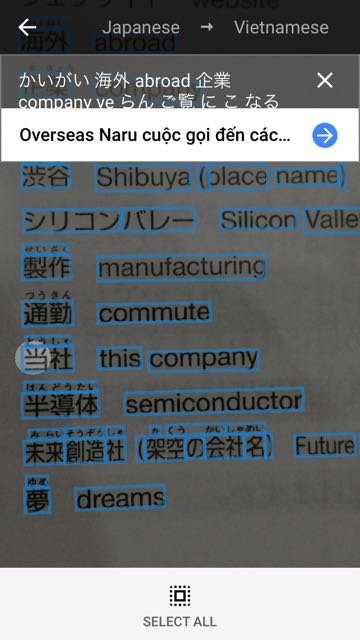 Japanese → Vietnamese
海外 abroad
かいがい 海外 abroad 企業
company ve らん ご覧 に こ なる
Overseas Naru cuộc gọi đến các...
渋谷 Shibuya (place name)
シリコンバレー Silicon Valle
せいさく
製作 manufacturing
つうきん
通勤 commute
とうしゃ
当社 this company
はんどうたい
半導体 semiconductor
みらいそうぞうしゃ かくう かいしゃめい
未来創造社 (架空の会社名) Future
ゆめ
夢 dreams
SELECT ALL